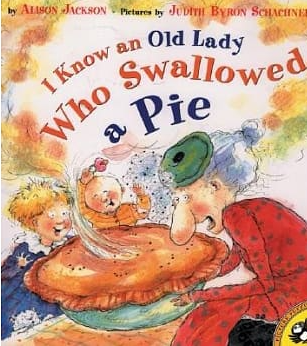 by ALISON JACKSON · Pictures by JUDITH BYRON SCHACHNER
I Know an Old Lady
Who Swallowed
a Pie